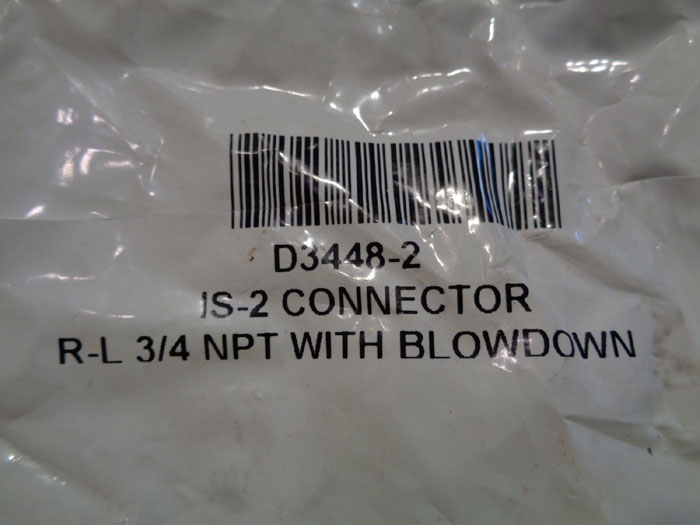 D3448-2
IS-2 CONNECTOR
R-L 3/4 NPT WITH BLOWDOWN